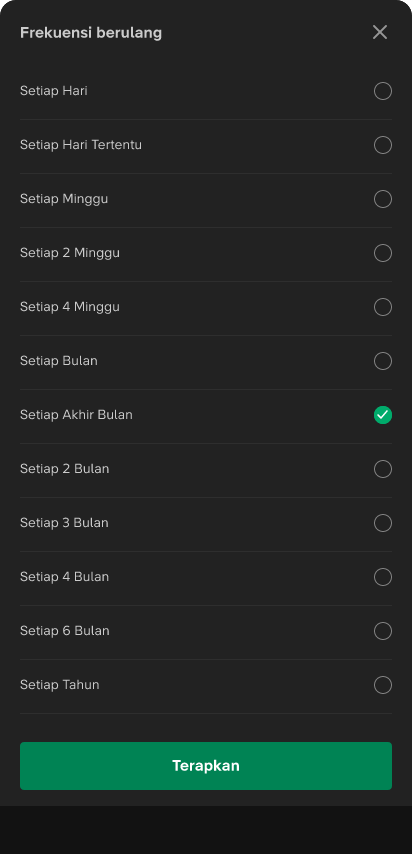 Frekuensi berulang
Setiap Hari
Setiap Hari Tertentu
Setiap Minggu
Setiap 2 Minggu
Setiap 4 Minggu
Setiap Bulan
Setiap Akhir Bulan
Setiap 2 Bulan
Setiap 3 Bulan
Setiap 4 Bulan
Setiap 6 Bulan
Setiap Tahun
Terapkan